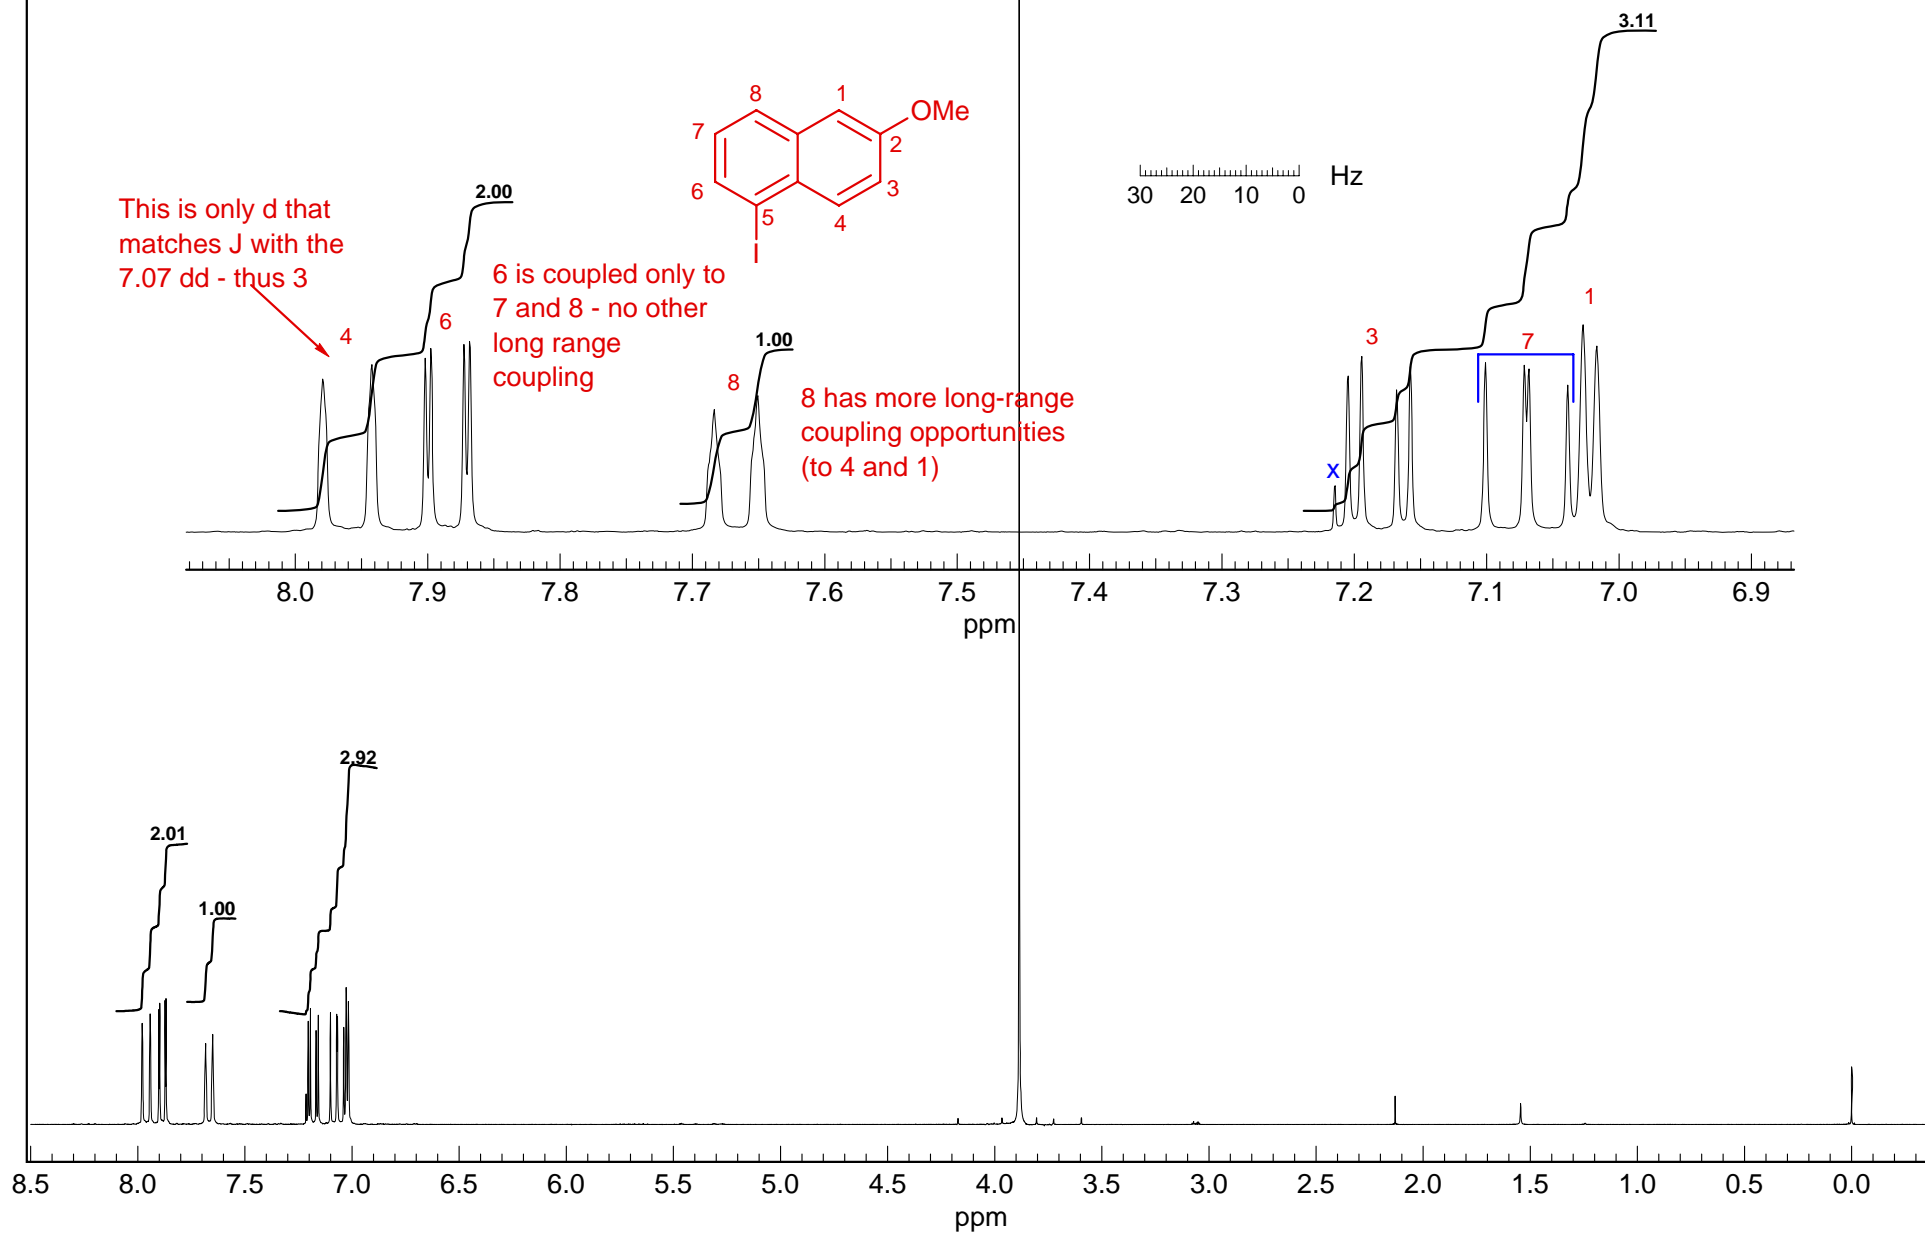 3.11
8
1
OMe
7
2
6
3
5
4
I
30 20 10 0 Hz
2.00
This is only d that
matches J with the
7.07 dd - thus 3
6 is coupled only to
7 and 8 - no other
long range
coupling
4
6
1.00
8
8 has more long-range
coupling opportunities
(to 4 and 1)
3
7
1
x
8.0 7.9 7.8 7.7 7.6 7.5 7.4 7.3 7.2 7.1 7.0 6.9
ppm
2.92
2.01
1.00
8.5 8.0 7.5 7.0 6.5 6.0 5.5 5.0 4.5 4.0 3.5 3.0 2.5 2.0 1.5 1.0 0.5 0.0
ppm